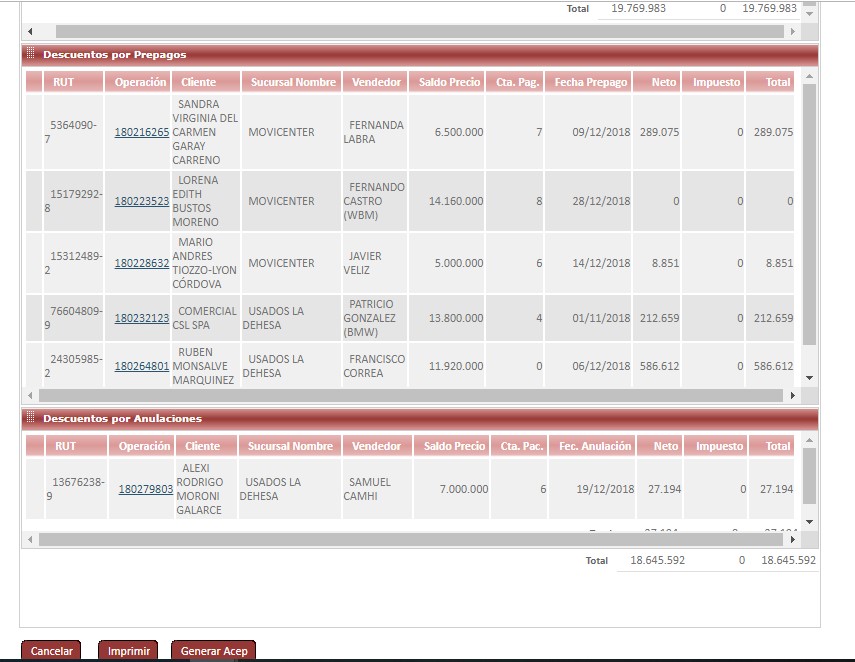 Total 19.769.983 0 19.769.983
Descuentos por Prepagos
RUT Operación Cliente Sucursal Nombre Vendedor Saldo Precio Cta. Pag. Fecha Prepago Neto Impuesto Total
5364090-7 180216265 SANDRA VIRGINIA DEL CARMEN GARAY CARRENO MOVICENTER FERNANDA LABRA 6.500.000 7 09/12/2018 289.075 0 289.075
15179292-8 180223523 LORENA EDITH BUSTOS MORENO MOVICENTER FERNANDO CASTRO (WBM) 14.160.000 8 28/12/2018 0 0 0
15312489-2 180228632 MARIO ANDRES TIOZZO-LYON CÓRDOVA MOVICENTER JAVIER VELIZ 5.000.000 6 14/12/2018 8.851 0 8.851
76604809-9 180232123 COMERCIAL CSL SPA USADOS LA DEHESA PATRICIO GONZALEZ (BMW) 13.800.000 4 01/11/2018 212.659 0 212.659
24305985-2 180264801 RUBEN MONSALVE MARQUINEZ USADOS LA DEHESA FRANCISCO CORREA 11.920.000 0 06/12/2018 586.612 0 586.612
Descuentos por Anulaciones
RUT Operación Cliente Sucursal Nombre Vendedor Saldo Precio Cta. Pac. Fec. Anulación Neto Impuesto Total
13676238-9 180279803 ALEXI RODRIGO MORONI GALARCE USADOS LA DEHESA SAMUEL CAMHI 7.000.000 6 19/12/2018 27.194 0 27.194
Total 18.645.592 0 18.645.592
Cancelar Imprimir Generar Acep